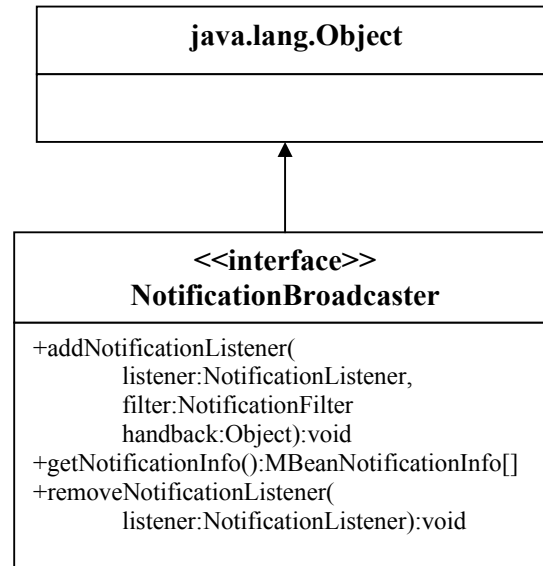 java.lang.Object
<<interface>>
NotificationBroadcaster
+addNotificationListener(
listener:NotificationListener,
filter:NotificationFilter
handback:Object):void
+getNotificationInfo():MBeanNotificationInfo[]
+removeNotificationListener(
listener:NotificationListener):void